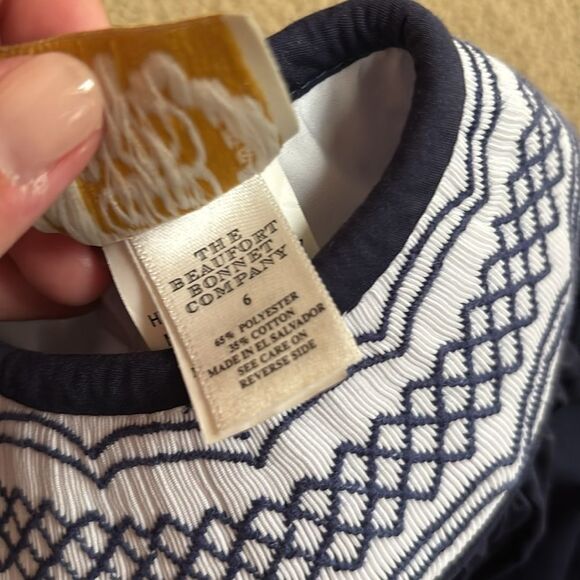 THE
BEAUFORT
BONNET
COMPANY
6
65% POLYESTER
35% COTTON
MADE IN EL SALVADOR
SEE CARE ON
REVERSE SIDE
H